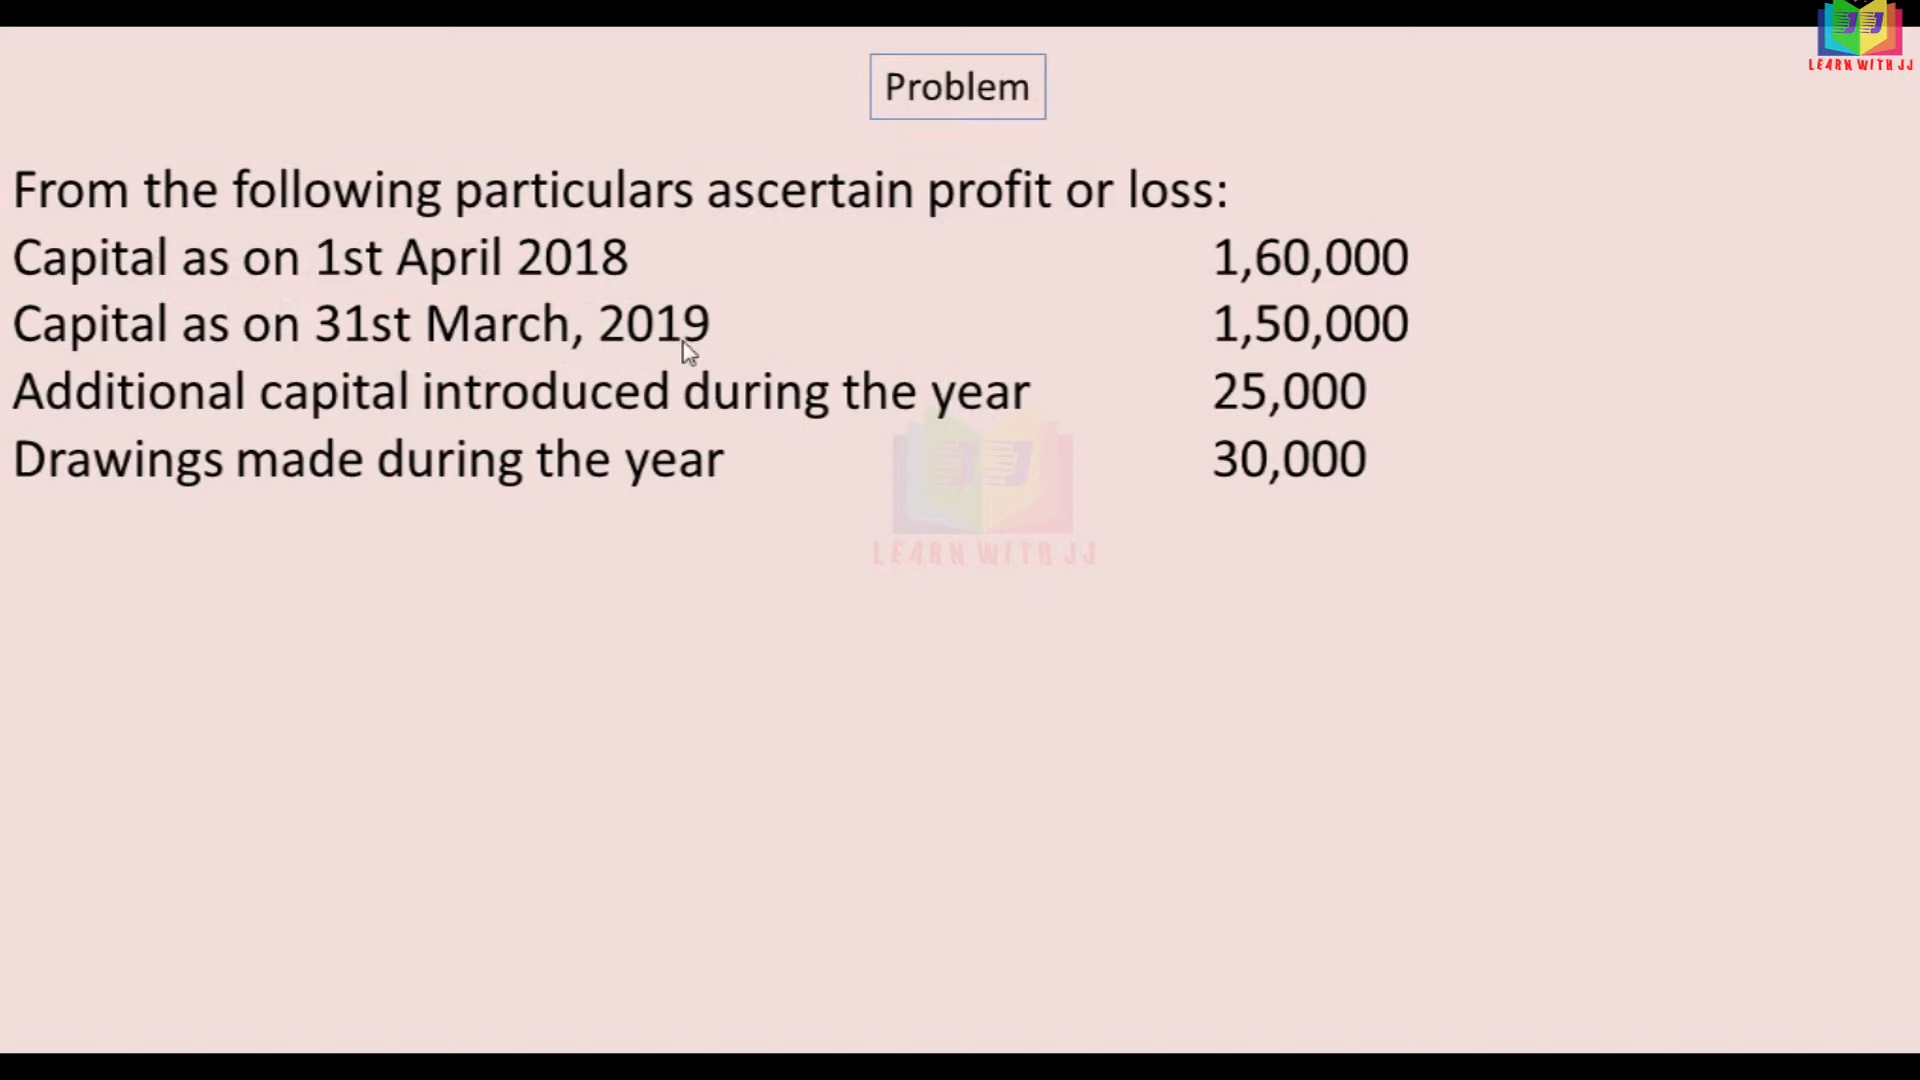 LEARN WITH JJ
Problem
From the following particulars ascertain profit or loss:
Capital as on 1st April 2018 1,60,000
Capital as on 31st March, 2019 1,50,000
Additional capital introduced during the year 25,000
Drawings made during the year 30,000
JJ
LEARN WITH JJ